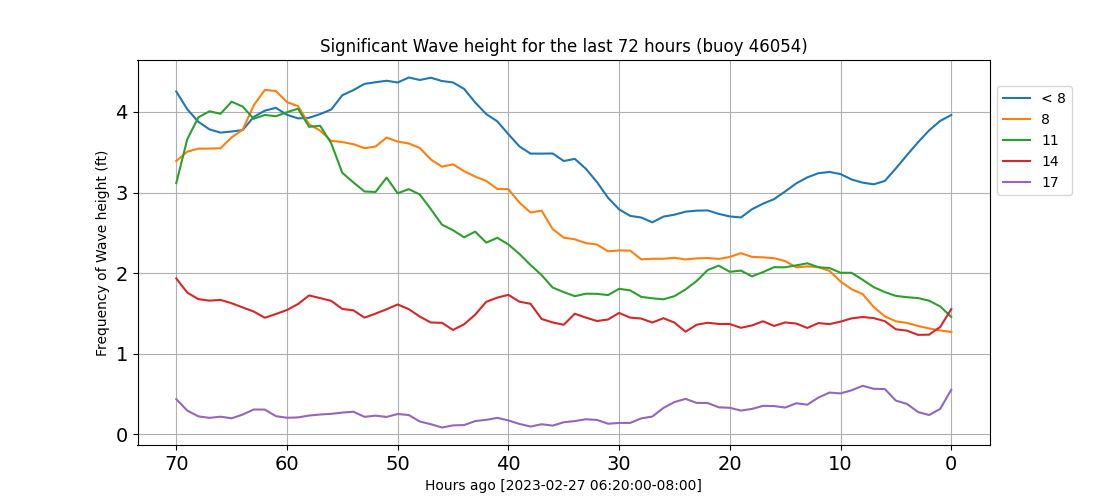 Significant Wave height for the last 72 hours (buoy 46054)
Frequency of Wave height (ft)
4
3
2
1
0
70 60 50 40 30 20 10 0
Hours ago [2023-02-27 06:20:00-08:00]
< 8
8
11
14
17